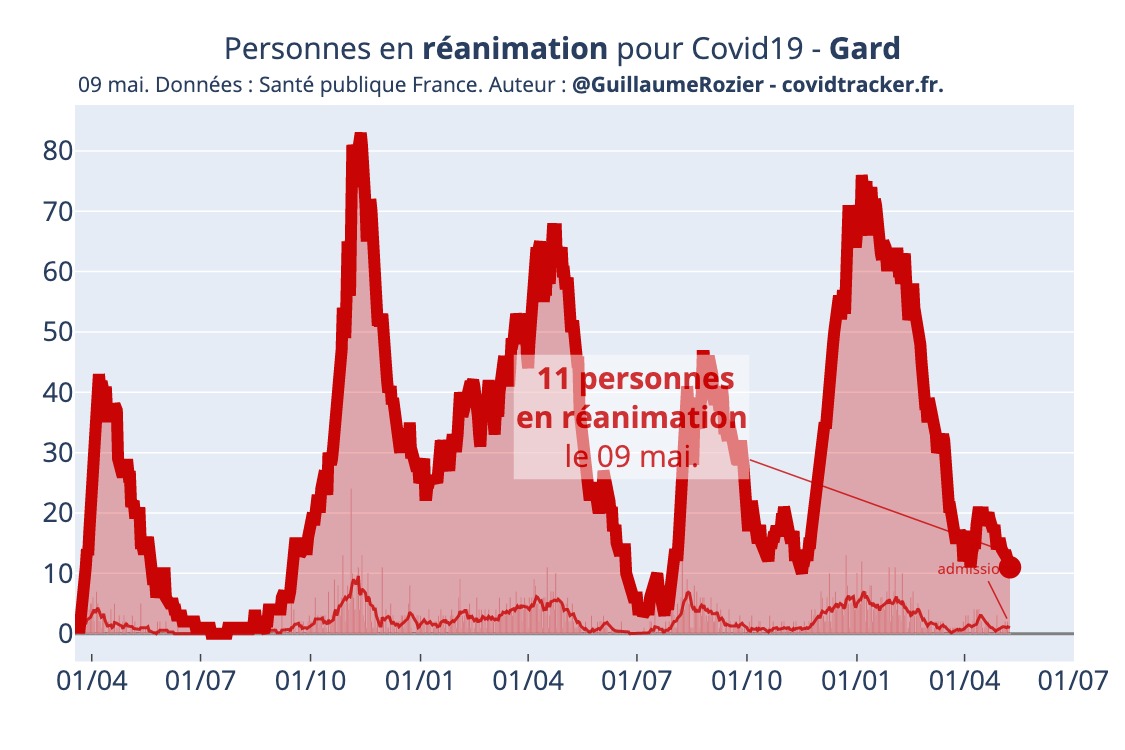 Personnes en réanimation pour Covid19 - Gard
09 mai. Données : Santé publique France. Auteur : @GuillaumeRozier - covidtracker.fr.
80
70
60
50
40
30
20
10
0
11 personnes
en réanimation
le 09 mai.
admissio
01/04 01/07 01/10 01/01 01/04 01/07 01/10 01/01 01/04 01/07